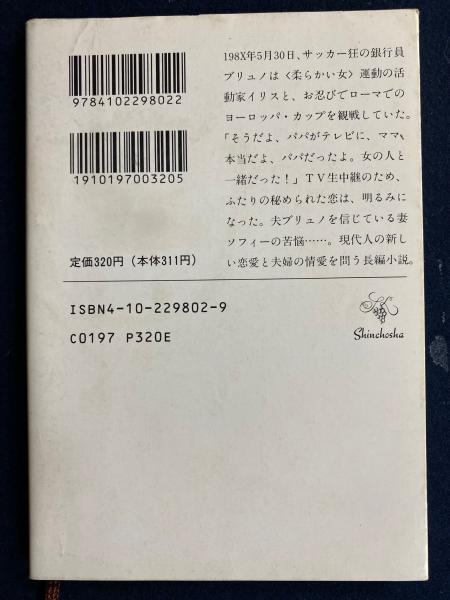 9784102298022
1910197003205
定価320円（本体311円）
198X年5月30日、サッカー狂の銀行員
ブリュノは〈柔らかい女〉運動の活
動家イリスと、お忍びでローマでの
ヨーロッパ・カップを観戦していた。
「そうだよ、パパがテレビに、ママ、
本当だよ、パパだったよ。女の人と
一緒だった！」ＴＶ生中継のため、
ふたりの秘められた恋は、明るみに
なった。夫ブリュノを信じている妻
ソフィーの苦悩……。現代人の新し
い恋愛と夫婦の情愛を問う長編小説。
ISBN4-10-229802-9
C0197 P320E
Shinchosha